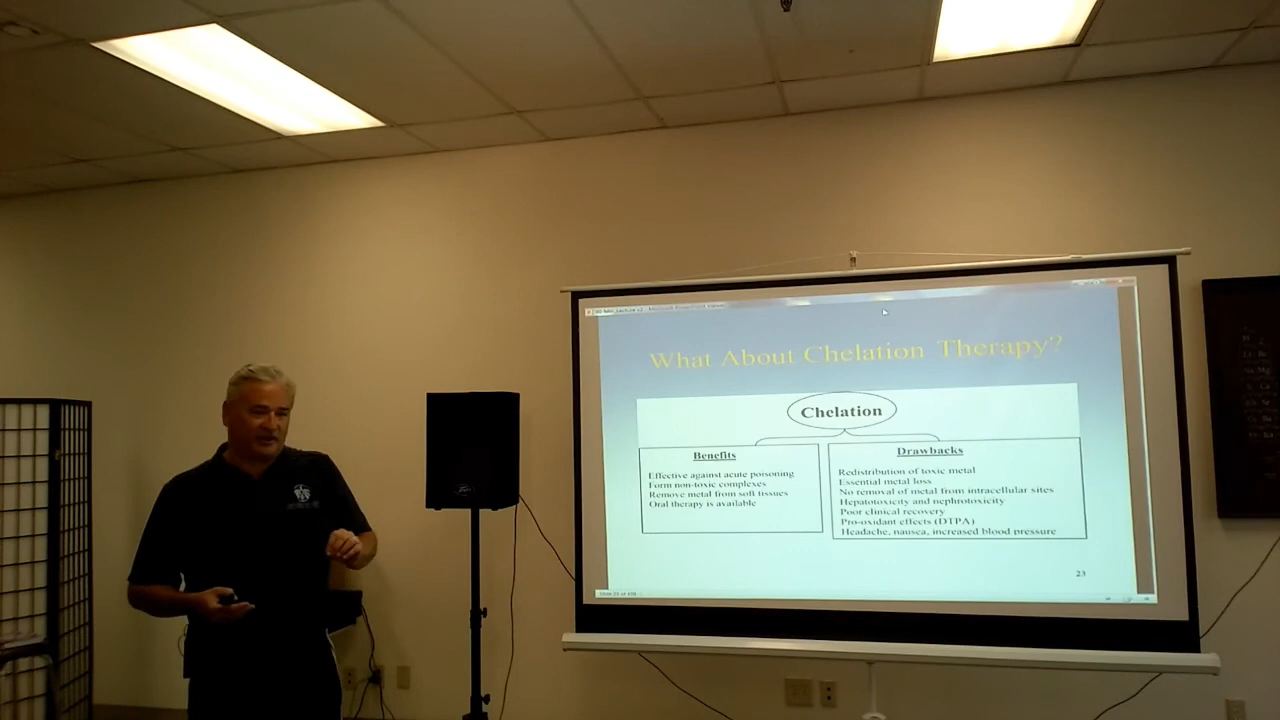 What About Chelation Therapy?
Chelation
Benefits
Effective against acute poisoning
Form non-toxic complexes
Remove metal from soft tissues
Oral therapy is available
Drawbacks
Redistribution of toxic metal
Essential metal loss
No removal of metal from intracellular sites
Hepatotoxicity and nephrotoxicity
Poor clinical recovery
Pro-oxidant effects (DTPA)
Headache, nausea, increased blood pressure
23